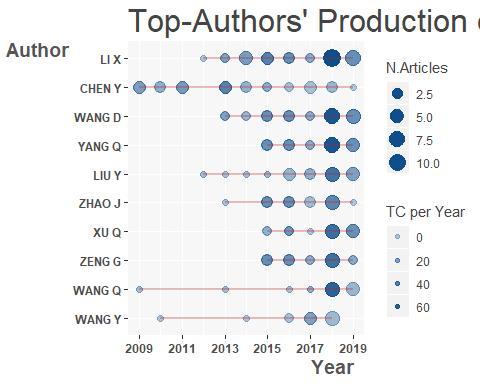 Top-Authors' Production
Author
LI X
CHEN Y
WANG D
YANG Q
LIU Y
ZHAO J
XU Q
ZENG G
WANG Q
WANG Y
2009 2011 2013 2015 2017 2019
Year
N.Articles
2.5
5.0
7.5
10.0
TC per Year
0
20
40
60